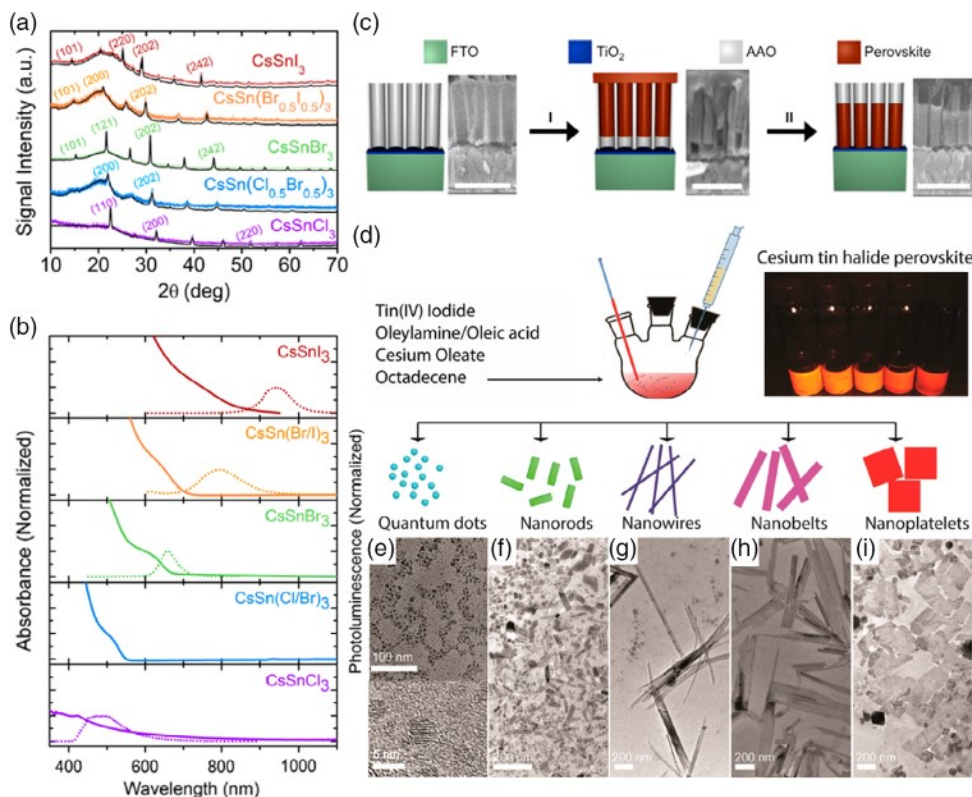 (a)
(101)
(220)
(202)
(242)
CsSnI3
(101)
(200)
(202)
CsSn(Br0.5I0.5)3
(101)
(121)
(202)
(242)
CsSnBr3
(200)
(202)
CsSn(Cl0.5Br0.5)3
(110)
(200)
(220)
CsSnCl3
Signal Intensity (a.u.)
10 20 30 40 50 60 70
2θ (deg)
(b)
CsSnI3
CsSn(Br/I)3
CsSnBr3
CsSn(Cl/Br)3
CsSnCl3
Absorbance (Normalized)
Photoluminescence (Normalized)
400 600 800 1000
Wavelength (nm)
(c)
FTO
TiO2
AAO
Perovskite
I
II
(d)
Tin(IV) Iodide
Oleylamine/Oleic acid
Cesium Oleate
Octadecene
Cesium tin halide perovskite
Quantum dots
Nanorods
Nanowires
Nanobelts
Nanoplatelets
(e)
100 nm
5 nm
(f)
200 nm
(g)
200 nm
(h)
200 nm
(i)
200 nm